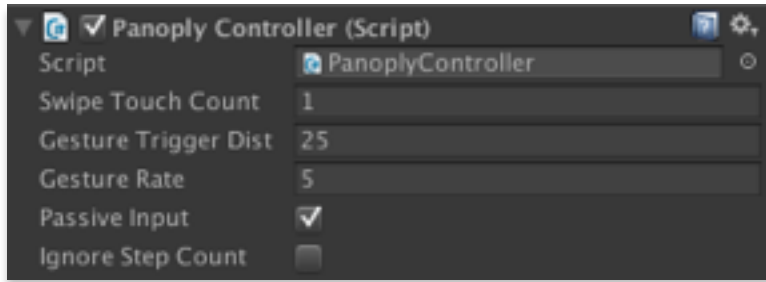 Panoply Controller (Script)
Script PanoplyController
Swipe Touch Count 1
Gesture Trigger Dist 25
Gesture Rate 5
Passive Input
Ignore Step Count